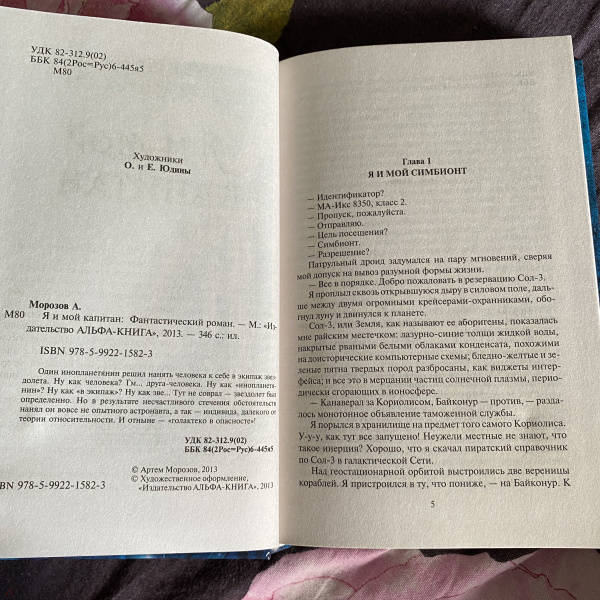 УДК 82-312.9(02)
ББК 84(2Рос=Рус)6-445я5
М80
Художники
О. и Е. Юдины
Морозов А.
М80 Я и мой капитан: Фантастический роман. — М.: «Из-
дательство АЛЬФА-КНИГА», 2013. — 346 с.: ил.
ISBN 978-5-9922-1582-3
Один инопланетянин решил нанять человека к себе в экипаж звез-
долета. Ну как человека? Гм... друга-человека. Ну как «инопланетя-
нин»? Ну как «в экипаж»? Ну как зве... Тут не соврал — звездолет был
определенно. Но в результате несчастливого стечения обстоятельств
нанял он вовсе не опытного астронавта, а так — индивида, далекого от
теории относительности. И отныне — «голактеко в опасносте»!
УДК 82-312.9(02)
ББК 84(2Рос=Рус)6-445я5
© Артем Морозов, 2013
© Художественное оформление,
«Издательство АЛЬФА-КНИГА», 2013
ISBN 978-5-9922-1582-3
Глава 1
Я И МОЙ СИМБИОНТ
— Идентификатор?
— МА-Икс 8350, класс 2.
— Пропуск, пожалуйста.
— Отправляю.
— Цель посещения?
— Симбионт.
— Разрешение?
Патрульный дроид задумался на пару мгновений, сверяя
мой допуск на вывоз разумной формы жизни.
— Все в порядке. Добро пожаловать в резервацию Сол-3.
Я проплыл сквозь открывшуюся дыру в силовом поле, даль-
ше между двумя огромными крейсерами-охранниками, обо-
гнул луну и двинулся к планете.
Сол-3, или Земля, как называют ее аборигены, показалась
мне райским местечком: лазурно-синие толщи жидкой воды,
накрытые рваными белыми облаками конденсата, похожими
на доисторические компьютерные схемы; бледно-желтые и зе-
леные пятна твердых пород разбросаны, как виджеты интер-
фейса; и все это в мерцании частиц солнечной плазмы, периодически
сгорающих в ионосфере.
— Канаверал за Кориолисом, Байконур — против, — разда-
лось монотонное объявление таможенной службы.
Я порылся в хранилище на предмет того самого Кориолиса.
У-у-у, как тут все запущено! Неужели местные не знают, что
такое инерция? Хорошо, что я скачал пиратский справочник
по Сол-3 в галактической Сети.
Над геостационарной орбитой выстроились две вереницы
кораблей. Я пристроился в ту, что пониже, — на Байконур. К
5